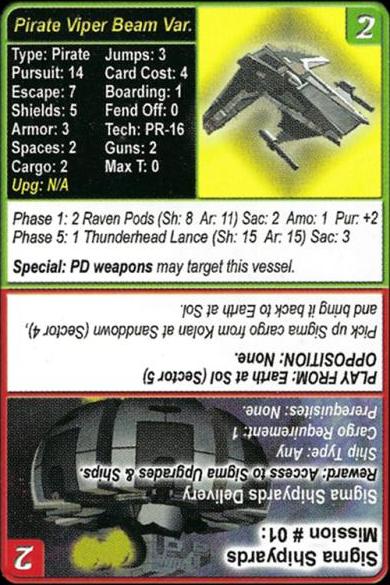 Pirate Viper Beam Var.
2
Type: Pirate Jumps: 3
Pursuit: 14 Card Cost: 4
Escape: 7 Boarding: 1
Shields: 5 Fend Off: 0
Armor: 3 Tech: PR-16
Spaces: 2 Guns: 2
Cargo: 2 Max T: 0
Upg: N/A
Phase 1: 2 Raven Pods (Sh: 8 Ar: 11) Sac: 2 Amo: 1 Pur: +2
Phase 5: 1 Thunderhead Lance (Sh: 15 Ar: 15) Sac: 3
Special: PD weapons may target this vessel.
2
Sigma Shipyards
Mission # 01:
Sigma Shipyards Delivery
Reward: Access to Sigma Upgrades & Ships.
Ship Type: Any
Cargo Requirement: 1
Prerequisites: None.
PLAY FROM: Earth at Sol (Sector 5)
OPPOSITION: None.
Pick up Sigma cargo from Kolan at Sanddown (Sector 4),
and bring it back to Earth at Sol.